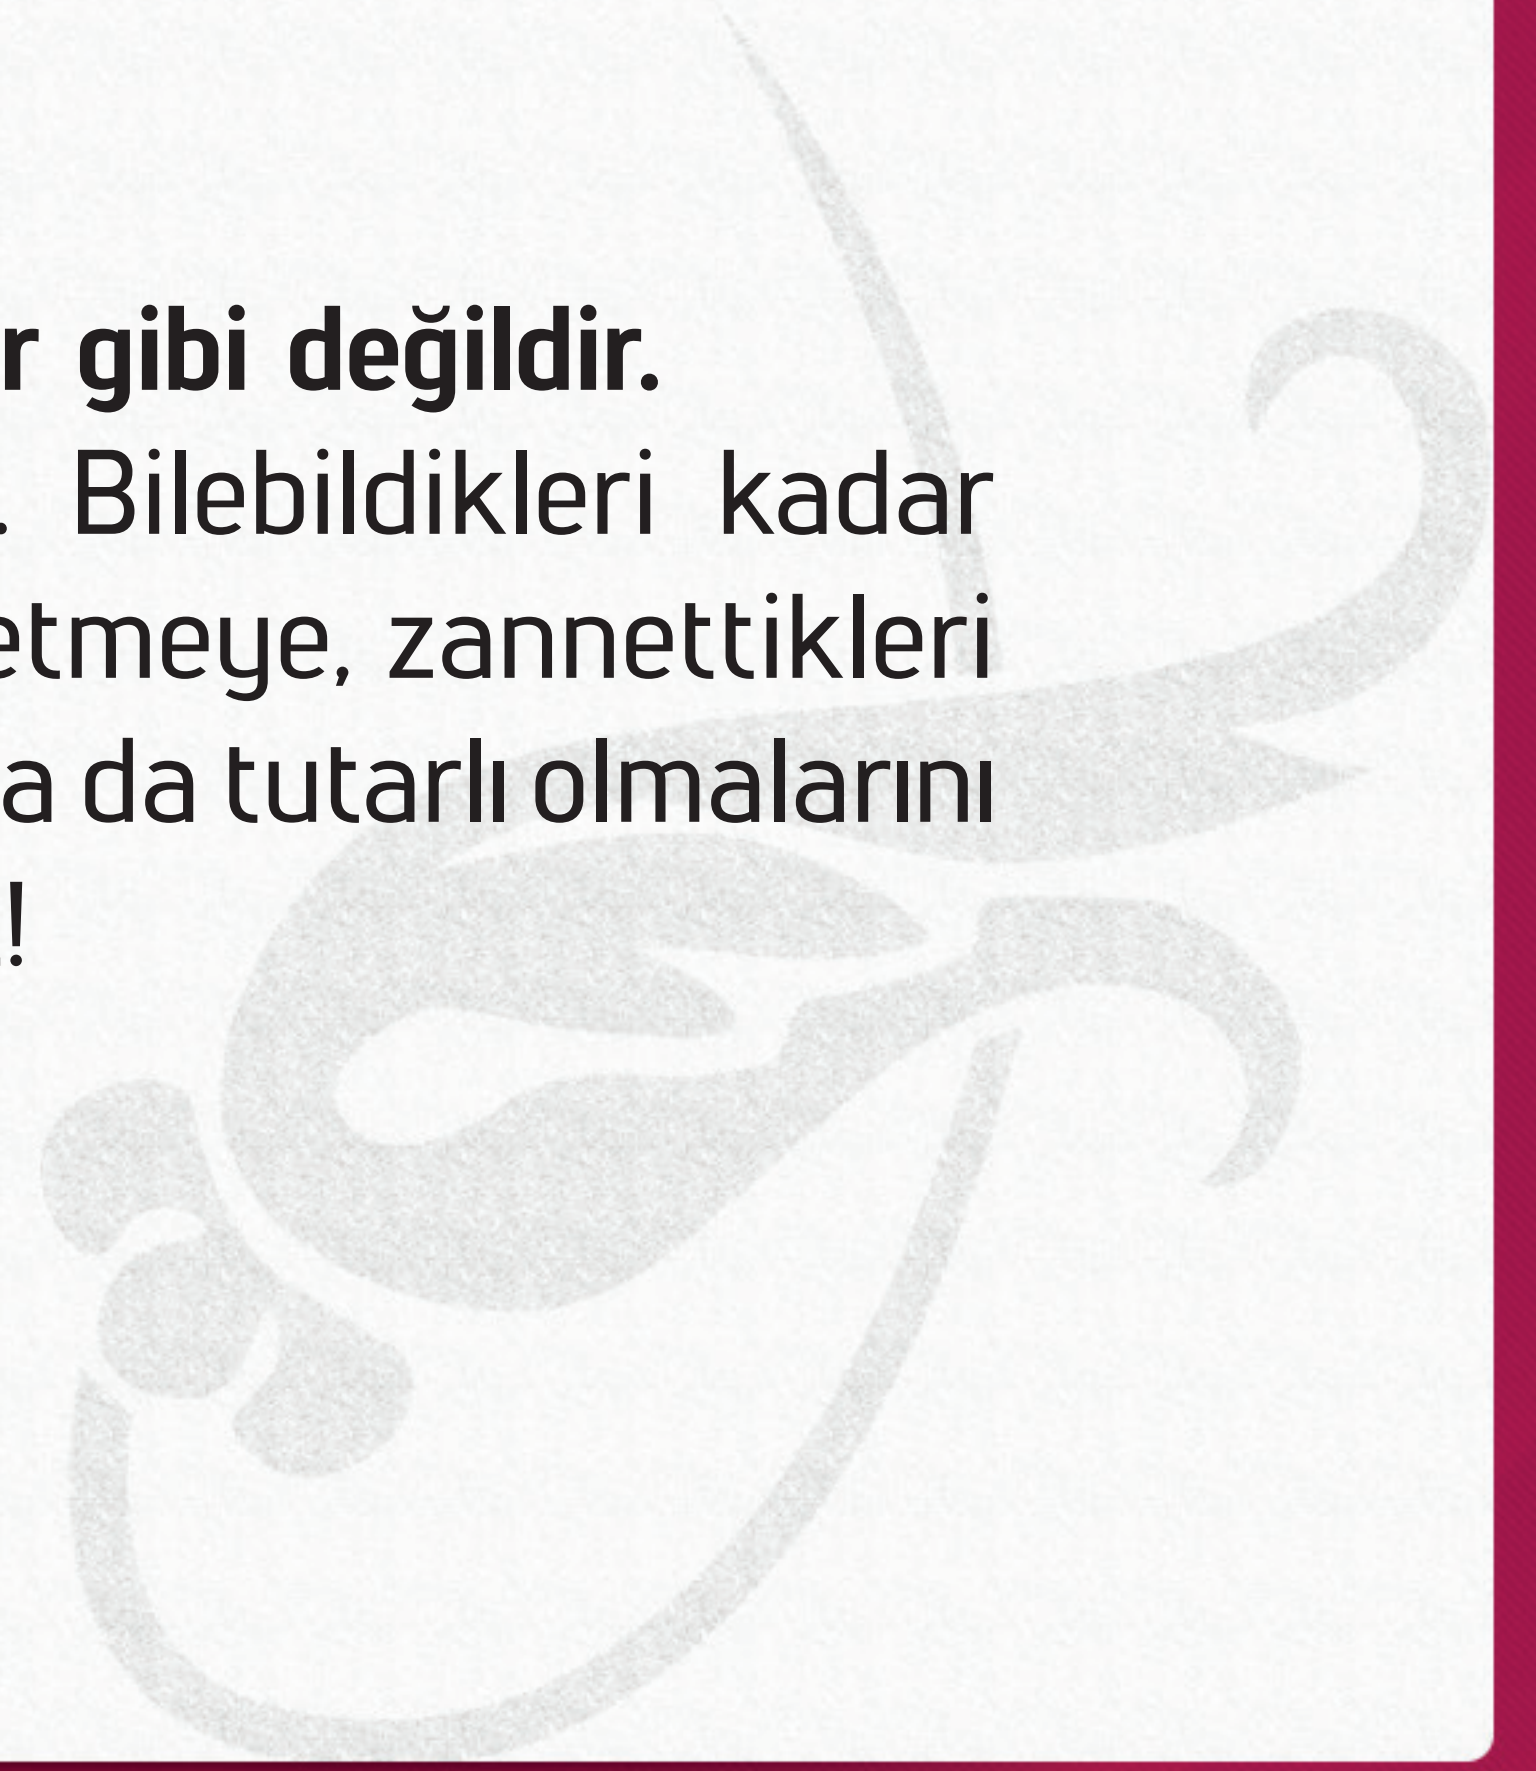 r gibi değildir.
. Bilebildikleri kadar
etmeye, zannettikleri
a da tutarlı olmalarını
!